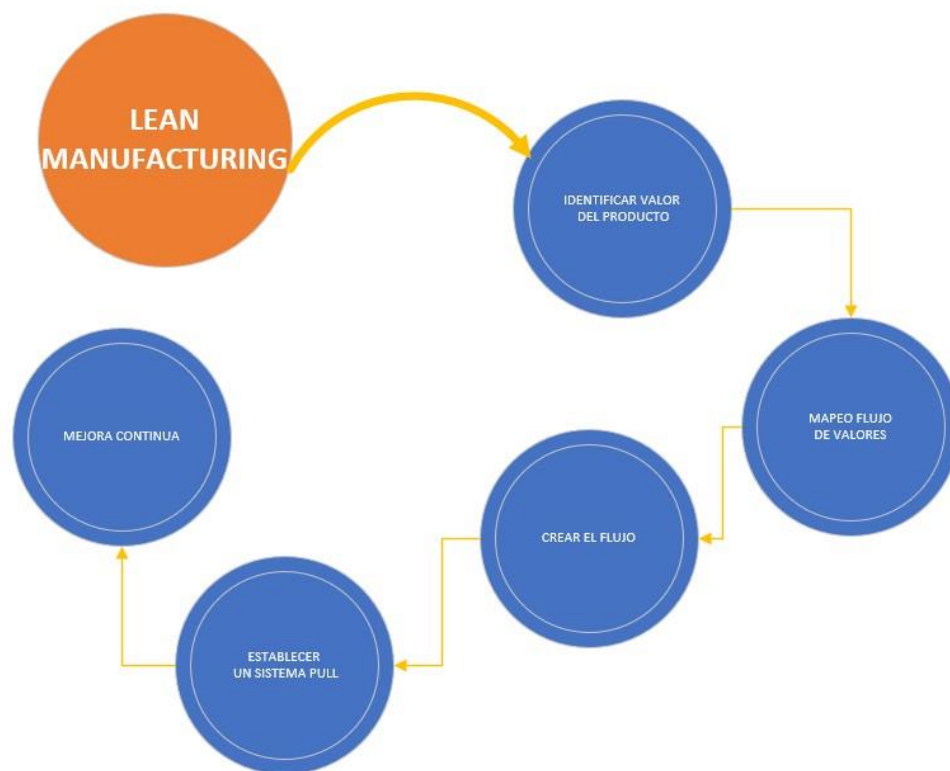 LEAN
MANUFACTURING
IDENTIFICAR VALOR
DEL PRODUCTO
MAPEO FLUJO
DE VALORES
CREAR EL FLUJO
ESTABLECER
UN SISTEMA PULL
MEJORA CONTINUA